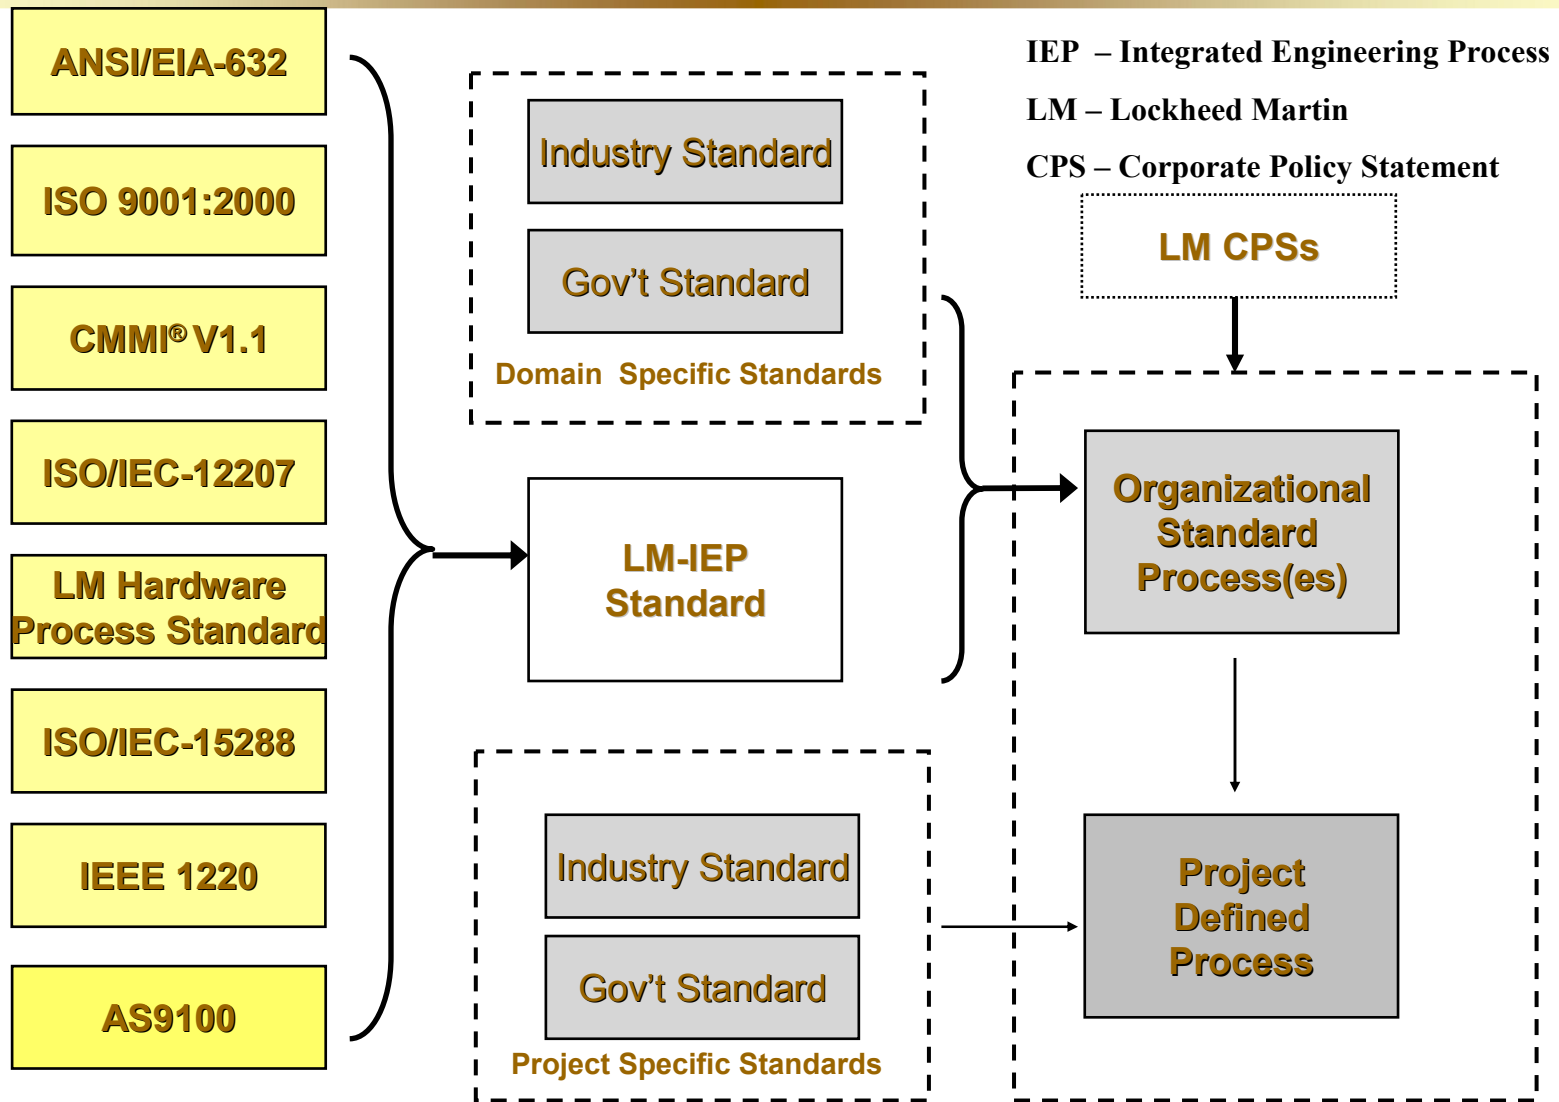 ANSI/EIA-632
ISO 9001:2000
CMMI® V1.1
ISO/IEC-12207
LM Hardware
Process Standard
ISO/IEC-15288
IEEE 1220
AS9100
Industry Standard
Gov't Standard
Domain  Specific Standards
LM-IEP
Standard
Industry Standard
Gov't Standard
Project Specific Standards
IEP  – Integrated Engineering Process
LM – Lockheed Martin
CPS – Corporate Policy Statement
LM CPSs
Organizational
Standard
Process(es)
Project
Defined
Process